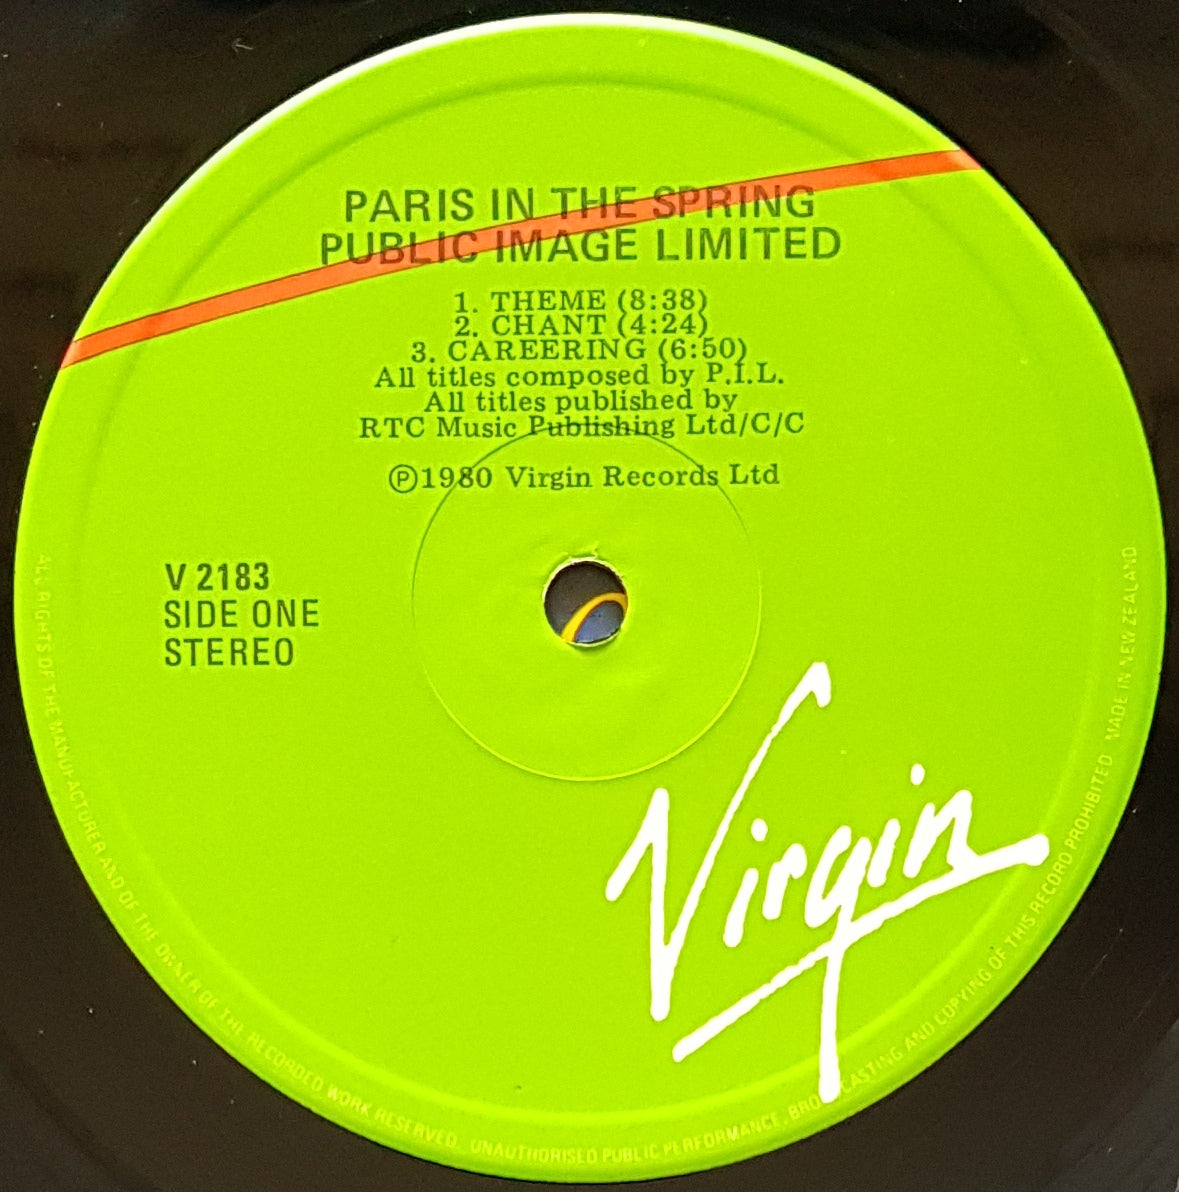 PARIS IN THE SPRING
PUBLIC IMAGE LIMITED
1. THEME (8:38)
2. CHANT (4:24)
3. CAREERING (6:50)
All titles composed by P.I.L.
All titles published by
RTC Music Publishing Ltd/C/C
℗1980 Virgin Records Ltd
V 2183
SIDE ONE
STEREO
Virgin
ALL RIGHTS OF THE MANUFACTURER AND OF THE OWNER OF THE RECORDED WORK RESERVED. UNAUTHORISED PUBLIC PERFORMANCE, BROADCASTING AND COPYING OF THIS RECORD PROHIBITED. MADE IN NEW ZEALAND.